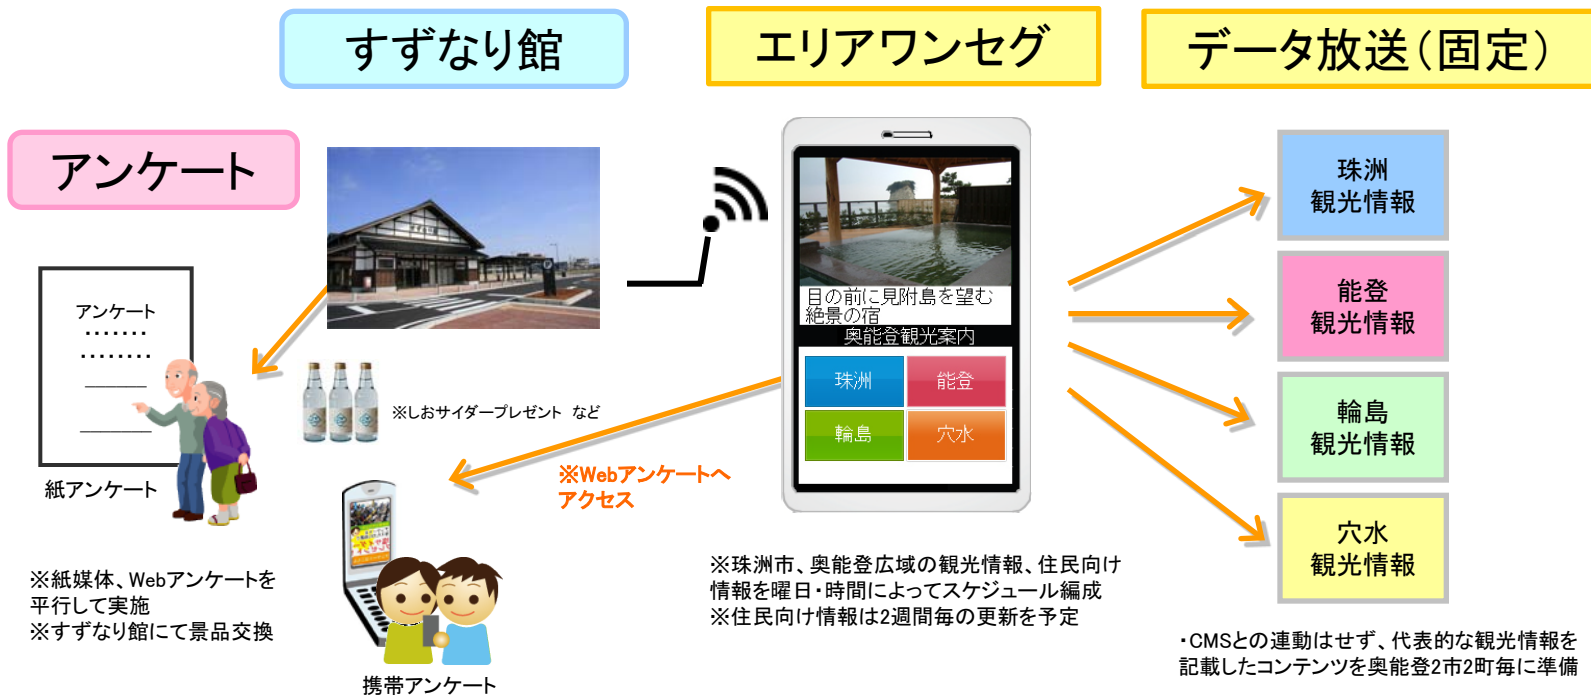 すずなり館
エリアワンセグ
データ放送(固定)
アンケート
アンケート
・・・・・・・
・・・・・・・・
紙アンケート
※紙媒体、Webアンケートを
平行して実施
※すずなり館にて景品交換
※しおサイダープレゼント など
※Webアンケートへ
アクセス
携帯アンケート
目の前に見附島を望む
絶景の宿
奥能登観光案内
珠洲
能登
輪島
穴水
※珠洲市、奥能登広域の観光情報、住民向け
情報を曜日・時間によってスケジュール編成
※住民向け情報は2週間毎の更新を予定
珠洲
観光情報
能登
観光情報
輪島
観光情報
穴水
観光情報
・CMSとの連動はせず、代表的な観光情報を
記載したコンテンツを奥能登2市2町毎に準備